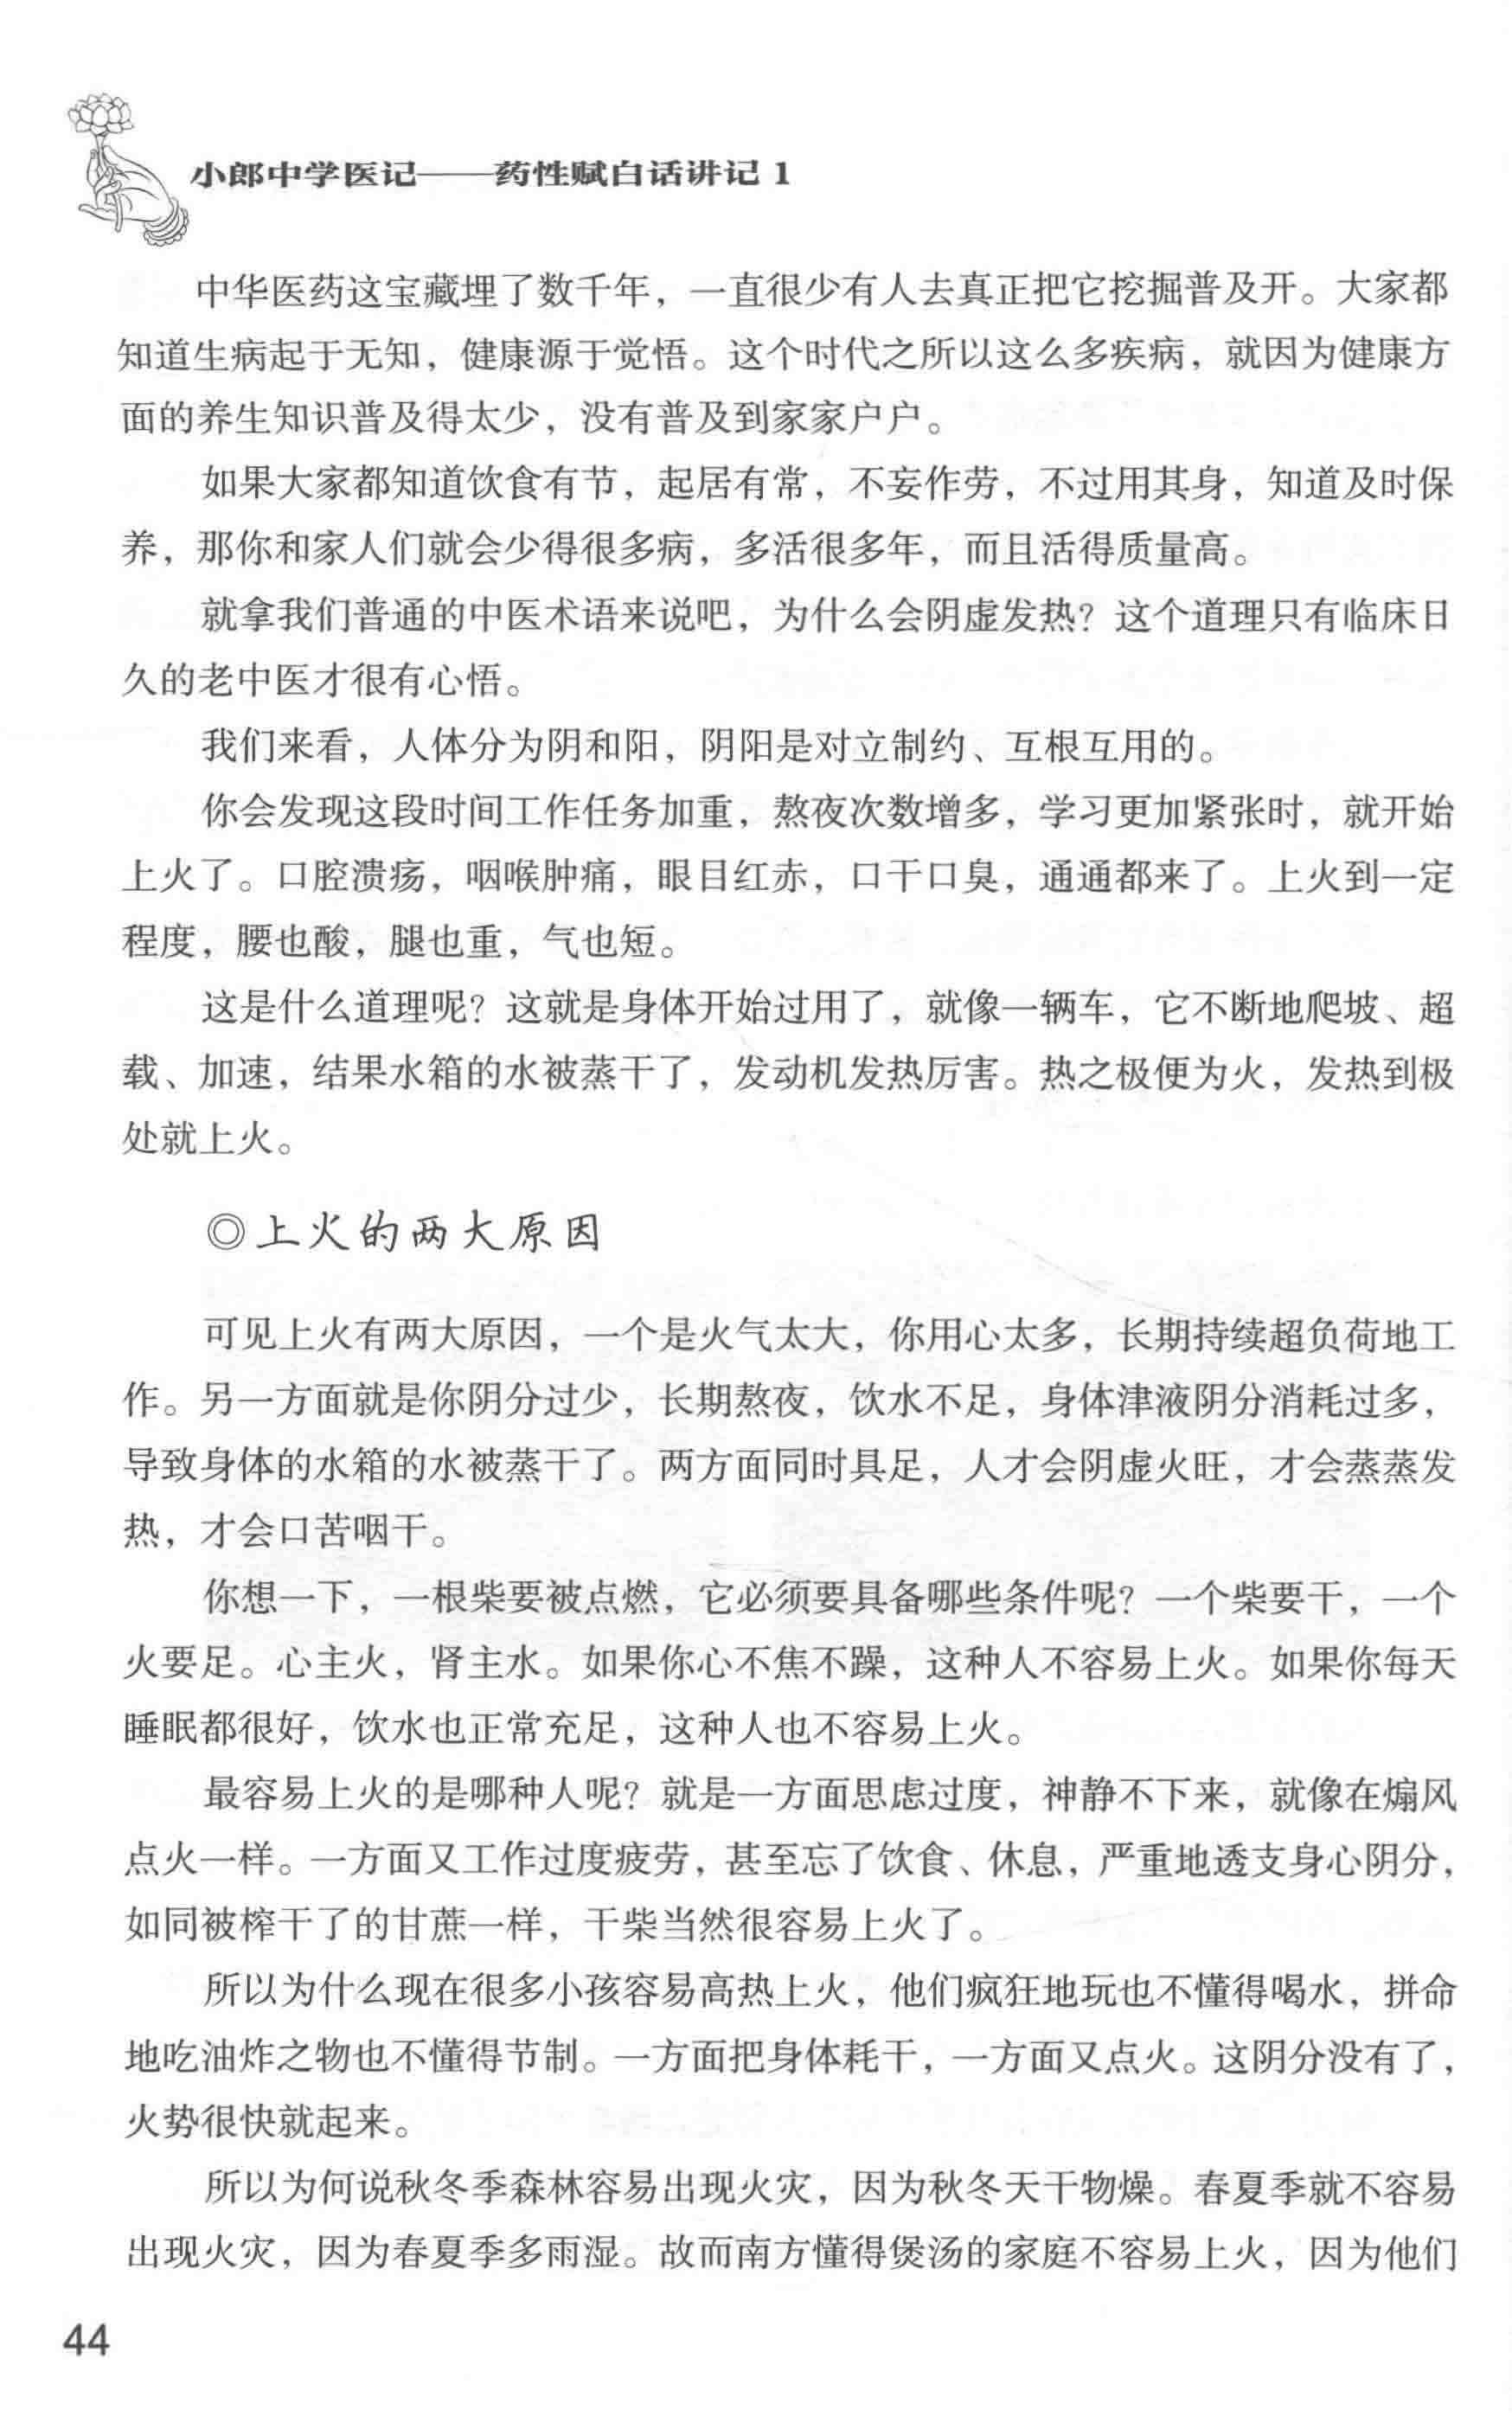 小郎中学医记——药性赋白话讲记 1
中华医药这宝藏埋了数千年，一直很少有人去真正把它挖掘普及开。大家都
知道生病起于无知，健康源于觉悟。这个时代之所以这么多疾病，就因为健康方
面的养生知识普及得太少，没有普及到家家户户。
如果大家都知道饮食有节，起居有常，不妄作劳，不过用其身，知道及时保
养，那你和家人们就会少得很多病，多活很多年，而且活得质量高。
就拿我们普通的中医术语来说吧，为什么会阴虚发热？这个道理只有临床日
久的老中医才很有心悟。
我们来看，人体分为阴和阳，阴阳是对立制约、互根互用的。
你会发现这段时间工作任务加重，熬夜次数增多，学习更加紧张时，就开始
上火了。口腔溃疡，咽喉肿痛，眼目红赤，口干口臭，通通都来了。上火到一定
程度，腰也酸，腿也重，气也短。
这是什么道理呢？这就是身体开始过用了，就像一辆车，它不断地爬坡、超
载、加速，结果水箱的水被蒸干了，发动机发热厉害。热之极便为火，发热到极
处就上火。
◎上火的两大原因
可见上火有两大原因，一个是火气太大，你用心太多，长期持续超负荷地工
作。另一方面就是你阴分过少，长期熬夜，饮水不足，身体津液阴分消耗过多，
导致身体的水箱的水被蒸干了。两方面同时具足，人才会阴虚火旺，才会蒸蒸发
热，才会口苦咽干。
你想一下，一根柴要被点燃，它必须要具备哪些条件呢？一个柴要干，一个
火要足。心主火，肾主水。如果你心不焦不躁，这种人不容易上火。如果你每天
睡眠都很好，饮水也正常充足，这种人也不容易上火。
最容易上火的是哪种人呢？就是一方面思虑过度，神静不下来，就像在煽风
点火一样。一方面又工作过度疲劳，甚至忘了饮食、休息，严重地透支身心阴分，
如同被榨干了的甘蔗一样，干柴当然很容易上火了。
所以为什么现在很多小孩容易高热上火，他们疯狂地玩也不懂得喝水，拼命
地吃油炸之物也不懂得节制。一方面把身体耗干，一方面又点火。这阴分没有了，
火势很快就起来。
所以为何说秋冬季森林容易出现火灾，因为秋冬天干物燥。春夏季就不容易
出现火灾，因为春夏季多雨湿。故而南方懂得煲汤的家庭不容易上火，因为他们
44